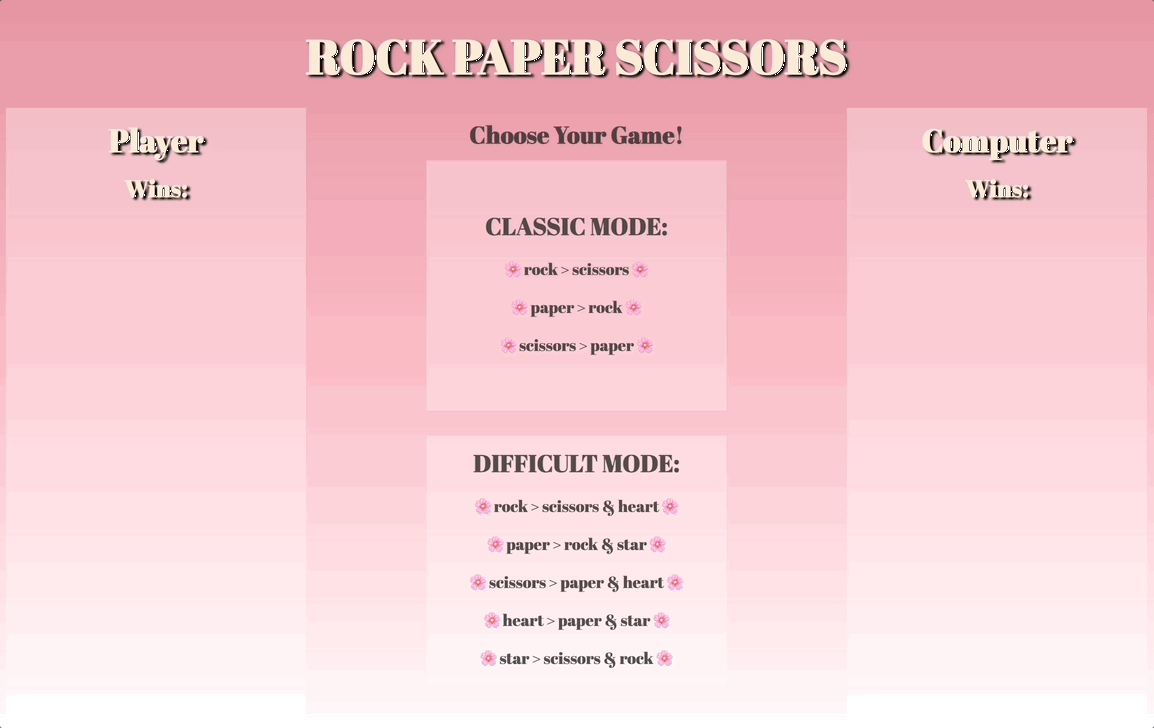 ROCK PAPER SCISSORS
Player
Wins:
Choose Your Game!
CLASSIC MODE:
🌸 rock > scissors 🌸
🌸 paper > rock 🌸
🌸 scissors > paper 🌸
DIFFICULT MODE:
🌸 rock > scissors & heart 🌸
🌸 paper > rock & star 🌸
🌸 scissors > paper & heart 🌸
🌸 heart > paper & star 🌸
🌸 star > scissors & rock 🌸
Computer
Wins: